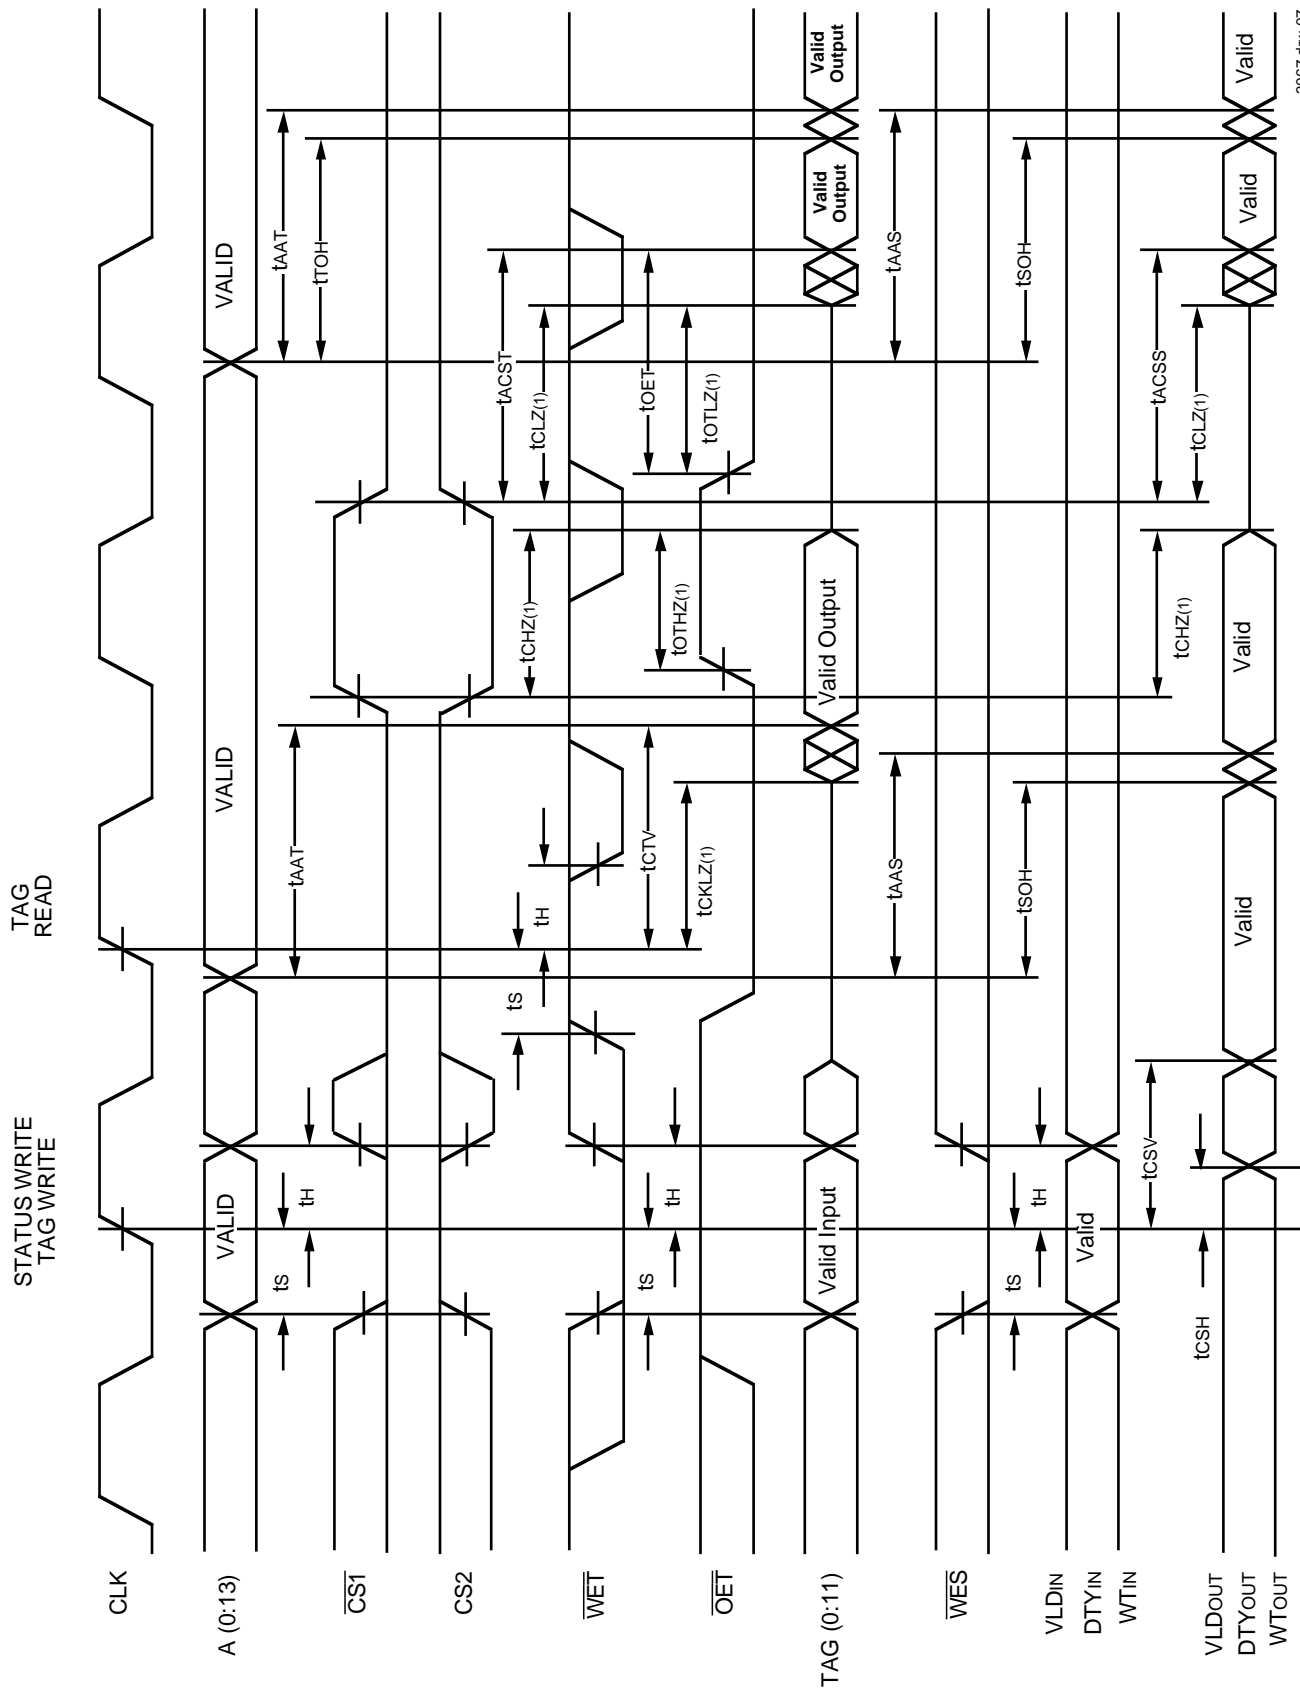 STATUS WRITE
TAG WRITE
TAG
READ
CLK
A (0:13)
VALID
VALID
VALID
tS
tH
tAAT
tAAT
tTOH
CS1
CS2
tS
tH
tCHZ(1)
tACST
tCLZ(1)
WET
tS
tH
tCTV
tCKLZ(1)
tOTHZ(1)
tOET
tOTLZ(1)
OET
TAG (0:11)
Valid Input
Valid Output
Valid
Output
Valid
Output
tAAS
tAAS
WES
tS
tH
tSOH
tSOH
VLDIN
DTYIN
WTIN
Valid
tCSH
tCSV
tCHZ(1)
tACSS
tCLZ(1)
VLDOUT
DTYOUT
WTOUT
Valid
Valid
Valid
Valid